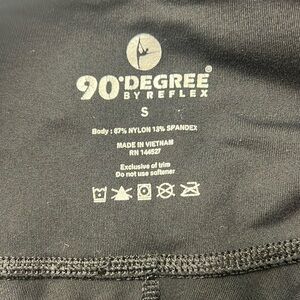 90°DEGREE®
BY REFLEX
S
Body : 87% NYLON 13% SPANDEX
MADE IN VIETNAM
RN 144527
Exclusive of trim
Do not use softener